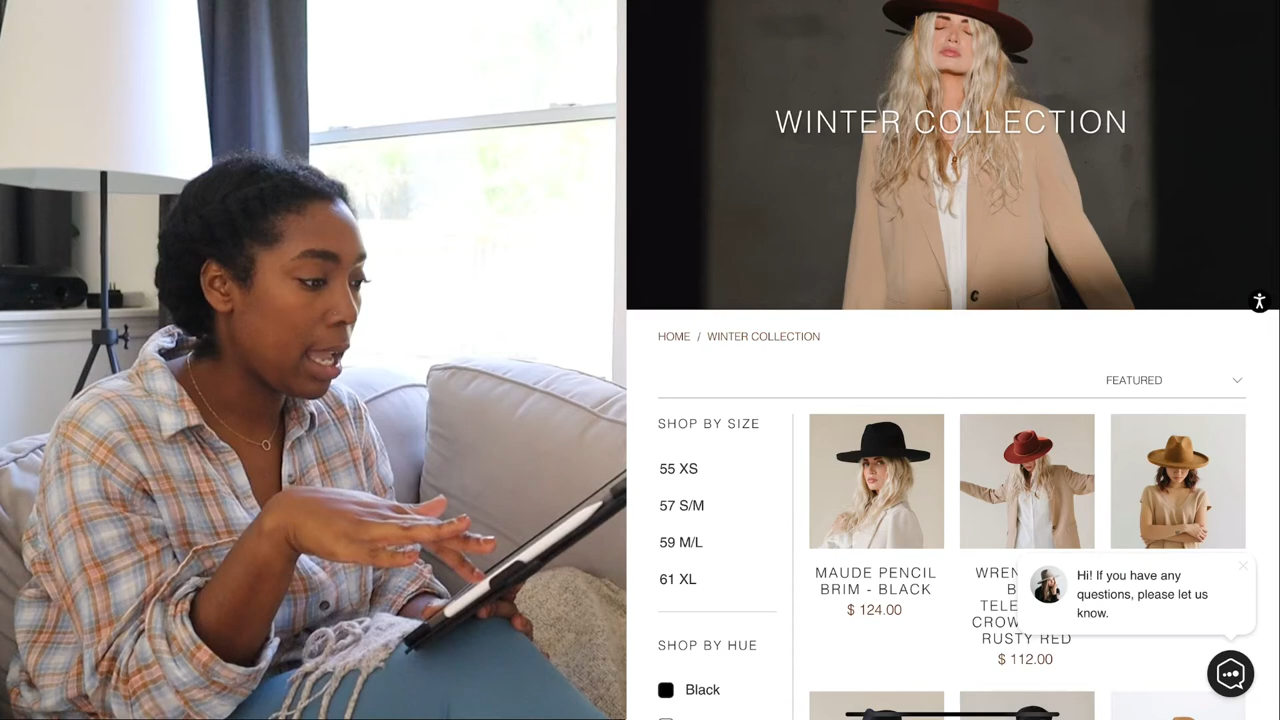 WINTER COLLECTION
HOME / WINTER COLLECTION
FEATURED
SHOP BY SIZE
55 XS
57 S/M
59 M/L
61 XL
SHOP BY HUE
Black
MAUDE PENCIL
BRIM - BLACK
$ 124.00
WREN
B
TELE
CROW
RUSTY RED
$ 112.00
Hi! If you have any
questions, please let us
know.